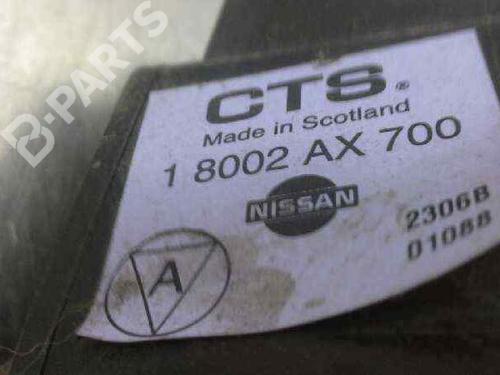 B-PARTS
CTS®
Made in Scotland
1 8002 AX 700
NISSAN
2306B
01088
A